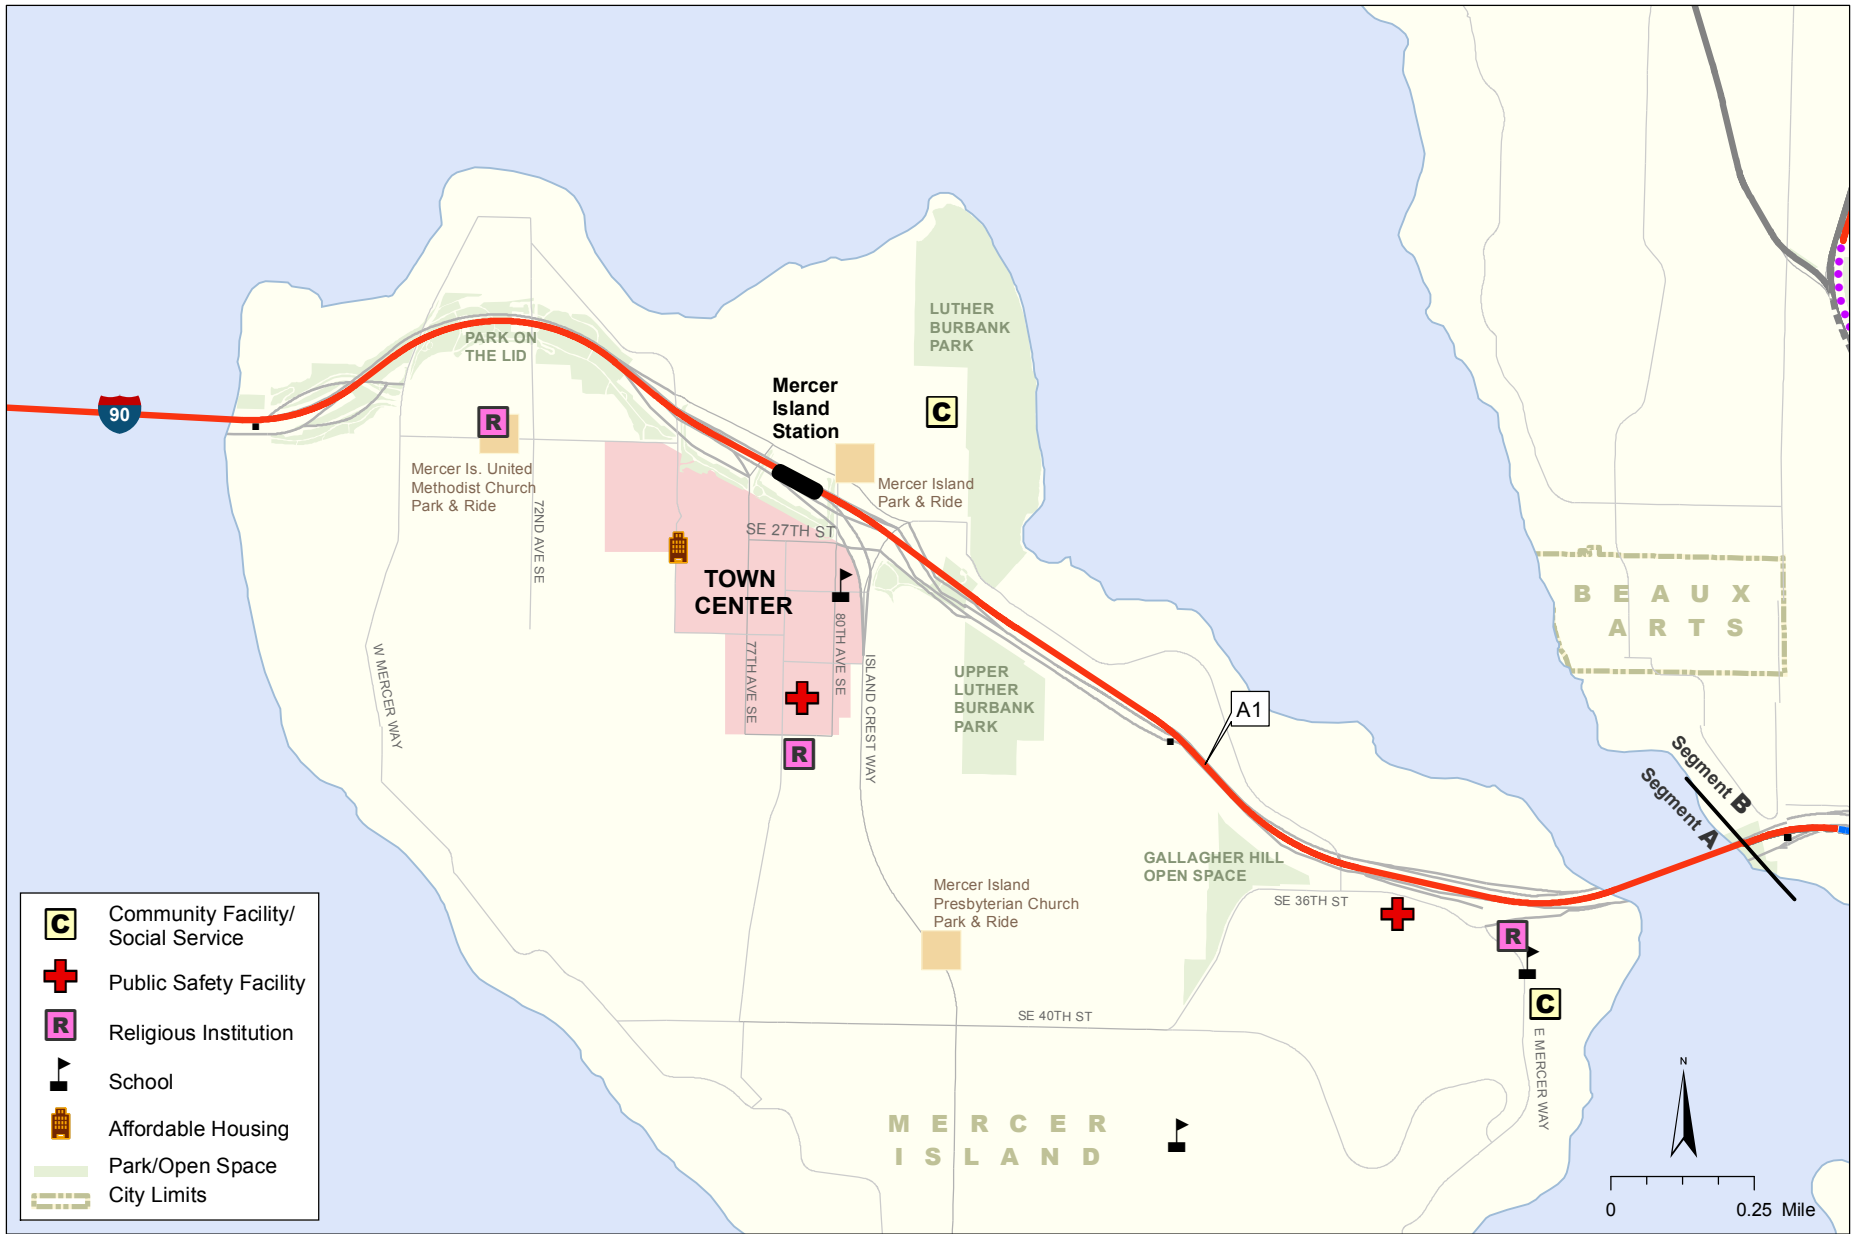 LUTHER
BURBANK
PARK
PARK ON
THE LID
Mercer
Island
Station
90
R
C
Mercer Is. United
Methodist Church
Park & Ride
Mercer Island
Park & Ride
72ND AVE SE
SE 27TH ST
TOWN
CENTER
BEAUX
ARTS
80TH AVE SE
77TH AVE SE
W MERCER WAY
ISLAND CREST WAY
UPPER
LUTHER
BURBANK
PARK
A1
R
Segment B
Segment A
GALLAGHER HILL
OPEN SPACE
SE 36TH ST
Mercer Island
Presbyterian Church
Park & Ride
R
C
SE 40TH ST
E MERCER WAY
MERCER
ISLAND
C
Community Facility/
Social Service
Public Safety Facility
R
Religious Institution
School
Affordable Housing
Park/Open Space
City Limits
N
0
0.25 Mile